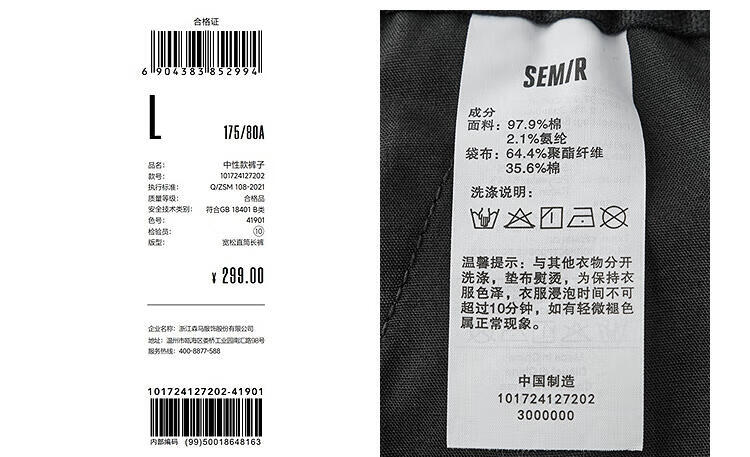 合格证
6 904383 852994
L
175/80A
品名: 中性款裤子
款号: 101724127202
执行标准: Q/ZSM 108-2021
质量等级: 合格品
安全技术类别: 符合GB 18401 B类
色号: 41901
检验员: 10
版型: 宽松直筒长裤
¥ 299.00
企业名称: 浙江森马服饰股份有限公司
地址: 温州市瓯海区娄桥工业园南汇路98号
服务热线: 400-8877-588
101724127202-41901
内部编码 (99)50018648163
SEM/R
成分
面料: 97.9%棉
2.1%氨纶
袋布: 64.4%聚酯纤维
35.6%棉
洗涤说明:
温馨提示: 与其他衣物分开
洗涤, 垫布熨烫, 为保持衣
服色泽, 衣服浸泡时间不可
超过10分钟, 如有轻微褪色
属正常现象。
中国制造
101724127202
3000000